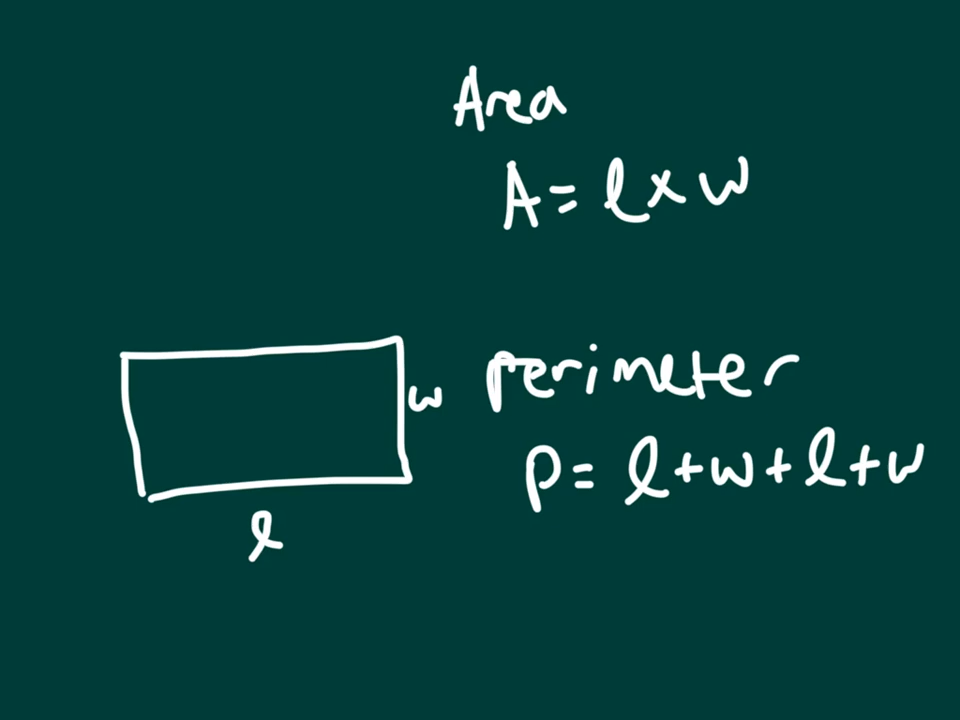 Area
A = l x w
w
perimeter
P = l + w + l + w
l